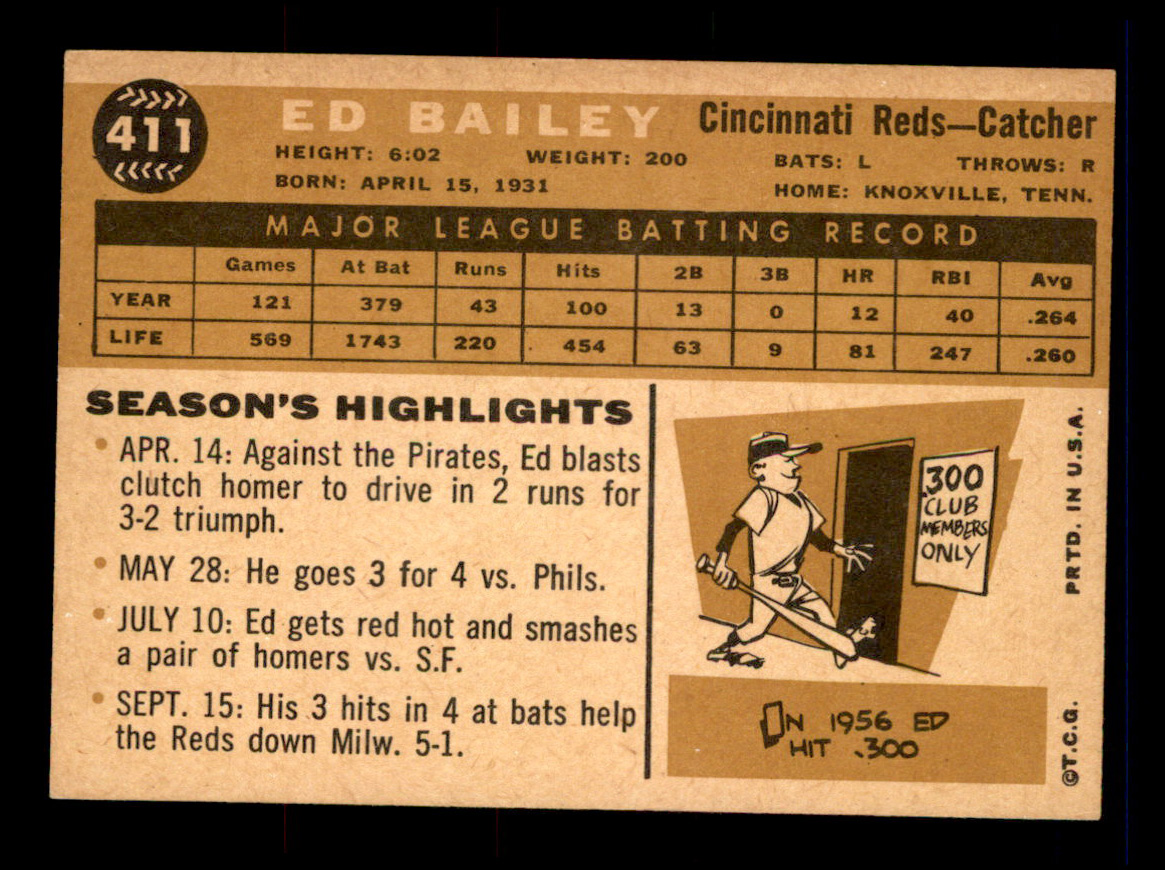 411
ED BAILEY Cincinnati Reds—Catcher
HEIGHT: 6:02 WEIGHT: 200 BATS: L THROWS: R
BORN: APRIL 15, 1931 HOME: KNOXVILLE, TENN.
MAJOR LEAGUE BATTING RECORD
Games At Bat Runs Hits 2B 3B HR RBI Avg
YEAR 121 379 43 100 13 0 12 40 .264
LIFE 569 1743 220 454 63 9 81 247 .260
SEASON'S HIGHLIGHTS
• APR. 14: Against the Pirates, Ed blasts
clutch homer to drive in 2 runs for
3-2 triumph.
• MAY 28: He goes 3 for 4 vs. Phils.
• JULY 10: Ed gets red hot and smashes
a pair of homers vs. S.F.
• SEPT. 15: His 3 hits in 4 at bats help
the Reds down Milw. 5-1.
.300
CLUB
MEMBERS
ONLY
IN 1956 ED
HIT .300
©T.C.G. PRTD. IN U.S.A.